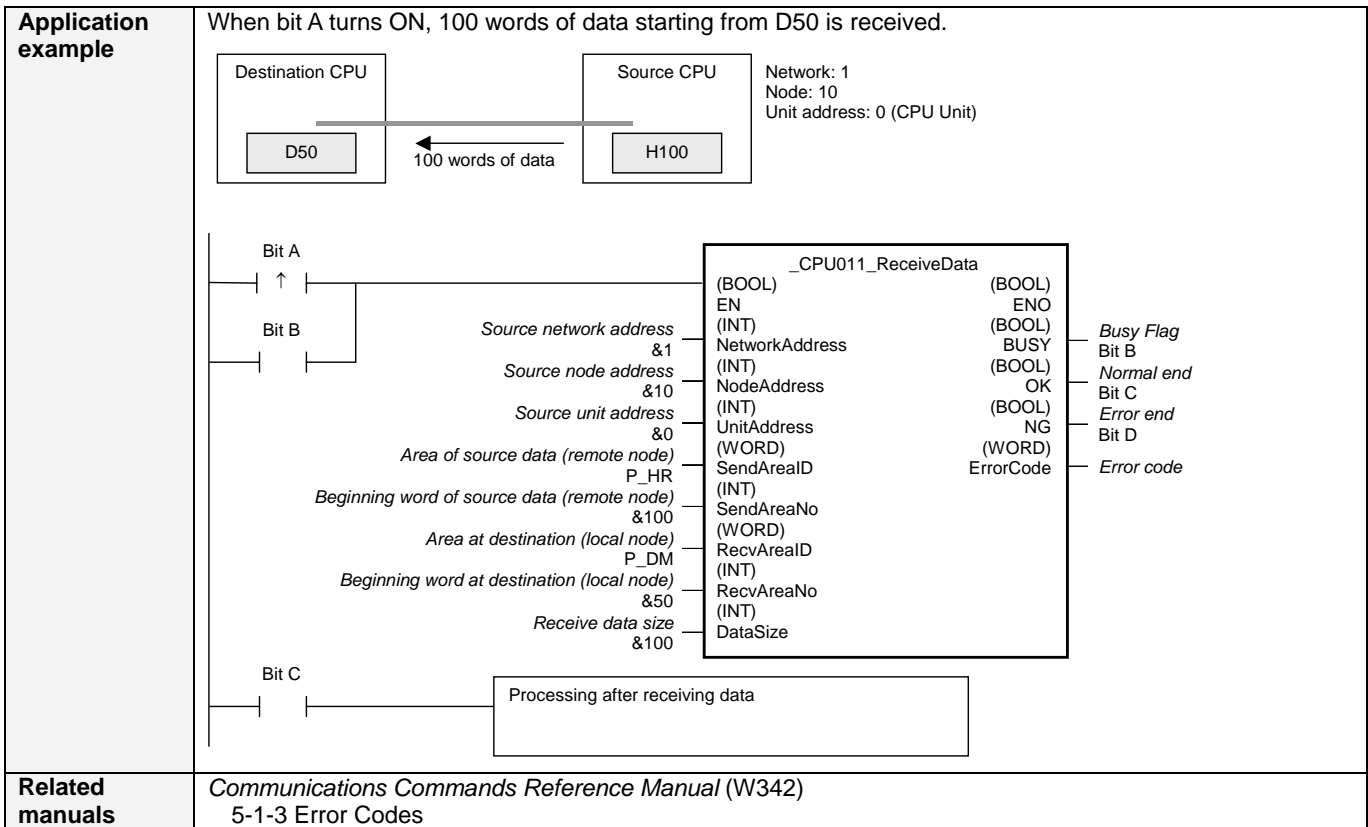 Application example
When bit A turns ON, 100 words of data starting from D50 is received.
Destination CPU
Source CPU
Network: 1
Node: 10
Unit address: 0 (CPU Unit)
D50
100 words of data
H100
Bit A
↑
Bit B
_CPU011_ReceiveData
(BOOL) (BOOL)
EN ENO
(INT) (BOOL)
Source network address
&1
NetworkAddress BUSY
Busy Flag
Bit B
(INT) (BOOL)
Source node address
&10
NodeAddress OK
Normal end
Bit C
(INT) (BOOL)
Source unit address
&0
UnitAddress NG
Error end
Bit D
(WORD) (WORD)
Area of source data (remote node)
P_HR
SendAreaID ErrorCode
Error code
(INT)
Beginning word of source data (remote node)
&100
SendAreaNo
(WORD)
Area at destination (local node)
P_DM
RecvAreaID
(INT)
Beginning word at destination (local node)
&50
RecvAreaNo
(INT)
Receive data size
&100
DataSize
Bit C
Processing after receiving data
Related manuals
Communications Commands Reference Manual (W342)
5-1-3 Error Codes